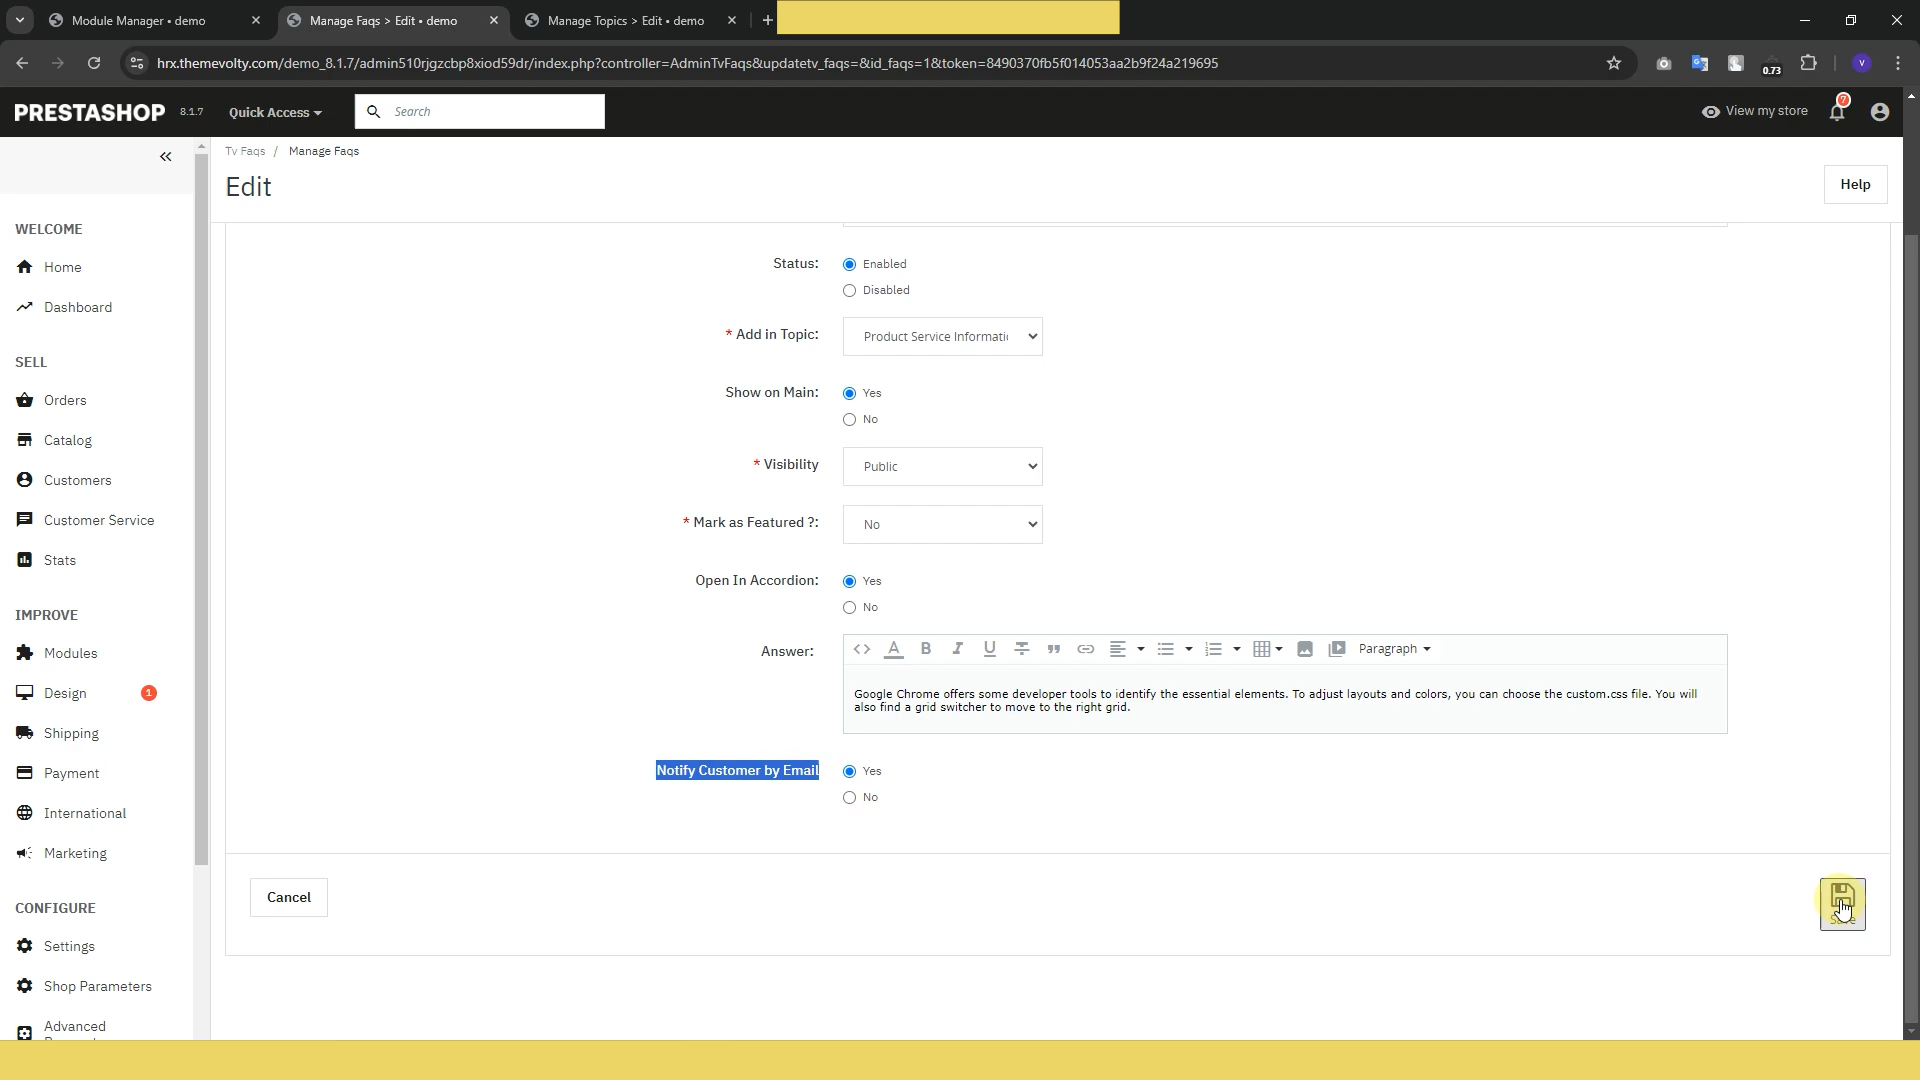 Module Manager • demo
Manage Faqs > Edit • demo
Manage Topics > Edit • demo
hrx.themevolty.com/demo_8.1.7/admin510rjgzcbp8xiod59dr/index.php?controller=AdminTvFaqs&updatetv_faqs=&id_faqs=1&token=8490370fb5f014053aa2b9f24a219695
0.73
V
PRESTASHOP
8.1.7
Quick Access
Search
View my store
7
Tv Faqs / Manage Faqs
Edit
Help
WELCOME
Home
Dashboard
SELL
Orders
Catalog
Customers
Customer Service
Stats
IMPROVE
Modules
Design
1
Shipping
Payment
International
Marketing
CONFIGURE
Settings
Shop Parameters
Advanced
Status:
Enabled
Disabled
* Add in Topic:
Product Service Informati
Show on Main:
Yes
No
* Visibility
Public
* Mark as Featured ?:
No
Open In Accordion:
Yes
No
Answer:
Paragraph
Google Chrome offers some developer tools to identify the essential elements. To adjust layouts and colors, you can choose the custom.css file. You will
also find a grid switcher to move to the right grid.
Notify Customer by Email
Yes
No
Cancel
Save